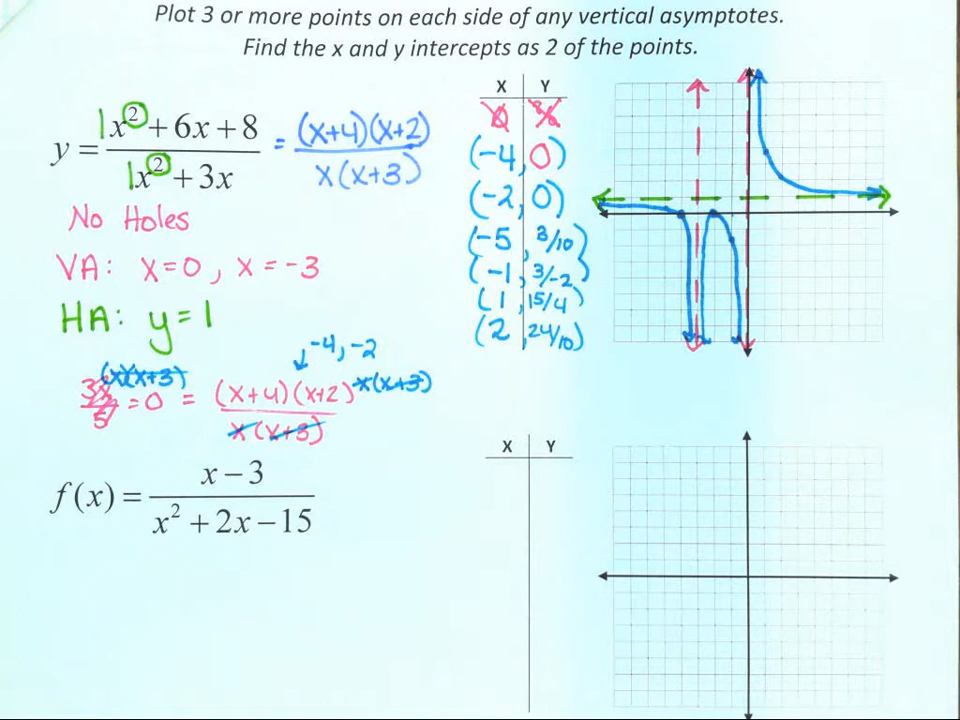 Plot 3 or more points on each side of any vertical asymptotes.
Find the x and y intercepts as 2 of the points.
y = (1x² + 6x + 8)/(1x² + 3x) = (x+4)(x+2)/x(x+3)
No Holes
VA: x=0, x=-3
HA: y=1
-4, -2
(x)(x+3) = 0 = (x+4)(x+2)/x(x+3) x(x+3)
X Y
(-4, 0)
(-2, 0)
(-5, 3/10)
(-1, 3/-2)
(1, 15/4)
(2, 24/10)
f(x) = (x - 3)/(x² + 2x - 15)
X Y